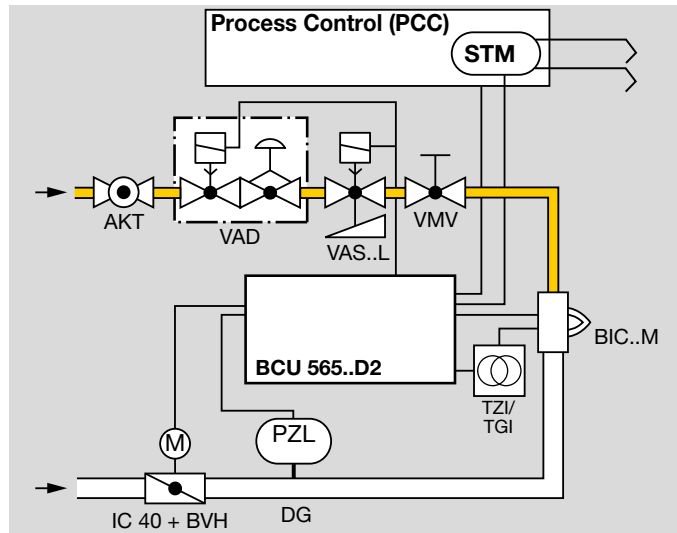 Process Control (PCC)
STM
AKT
VAD
VAS..L
VMV
BCU 565..D2
BIC..M
TZI/
TGI
PZL
M
IC 40 + BVH
DG